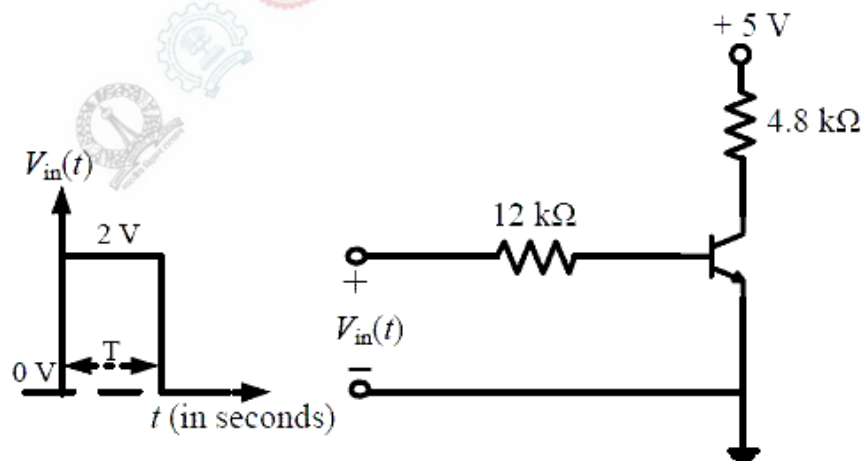 + 5 V
4.8 kΩ
V_in(t)
2 V
12 kΩ
+
V_in(t)
−
T
0 V
t (in seconds)